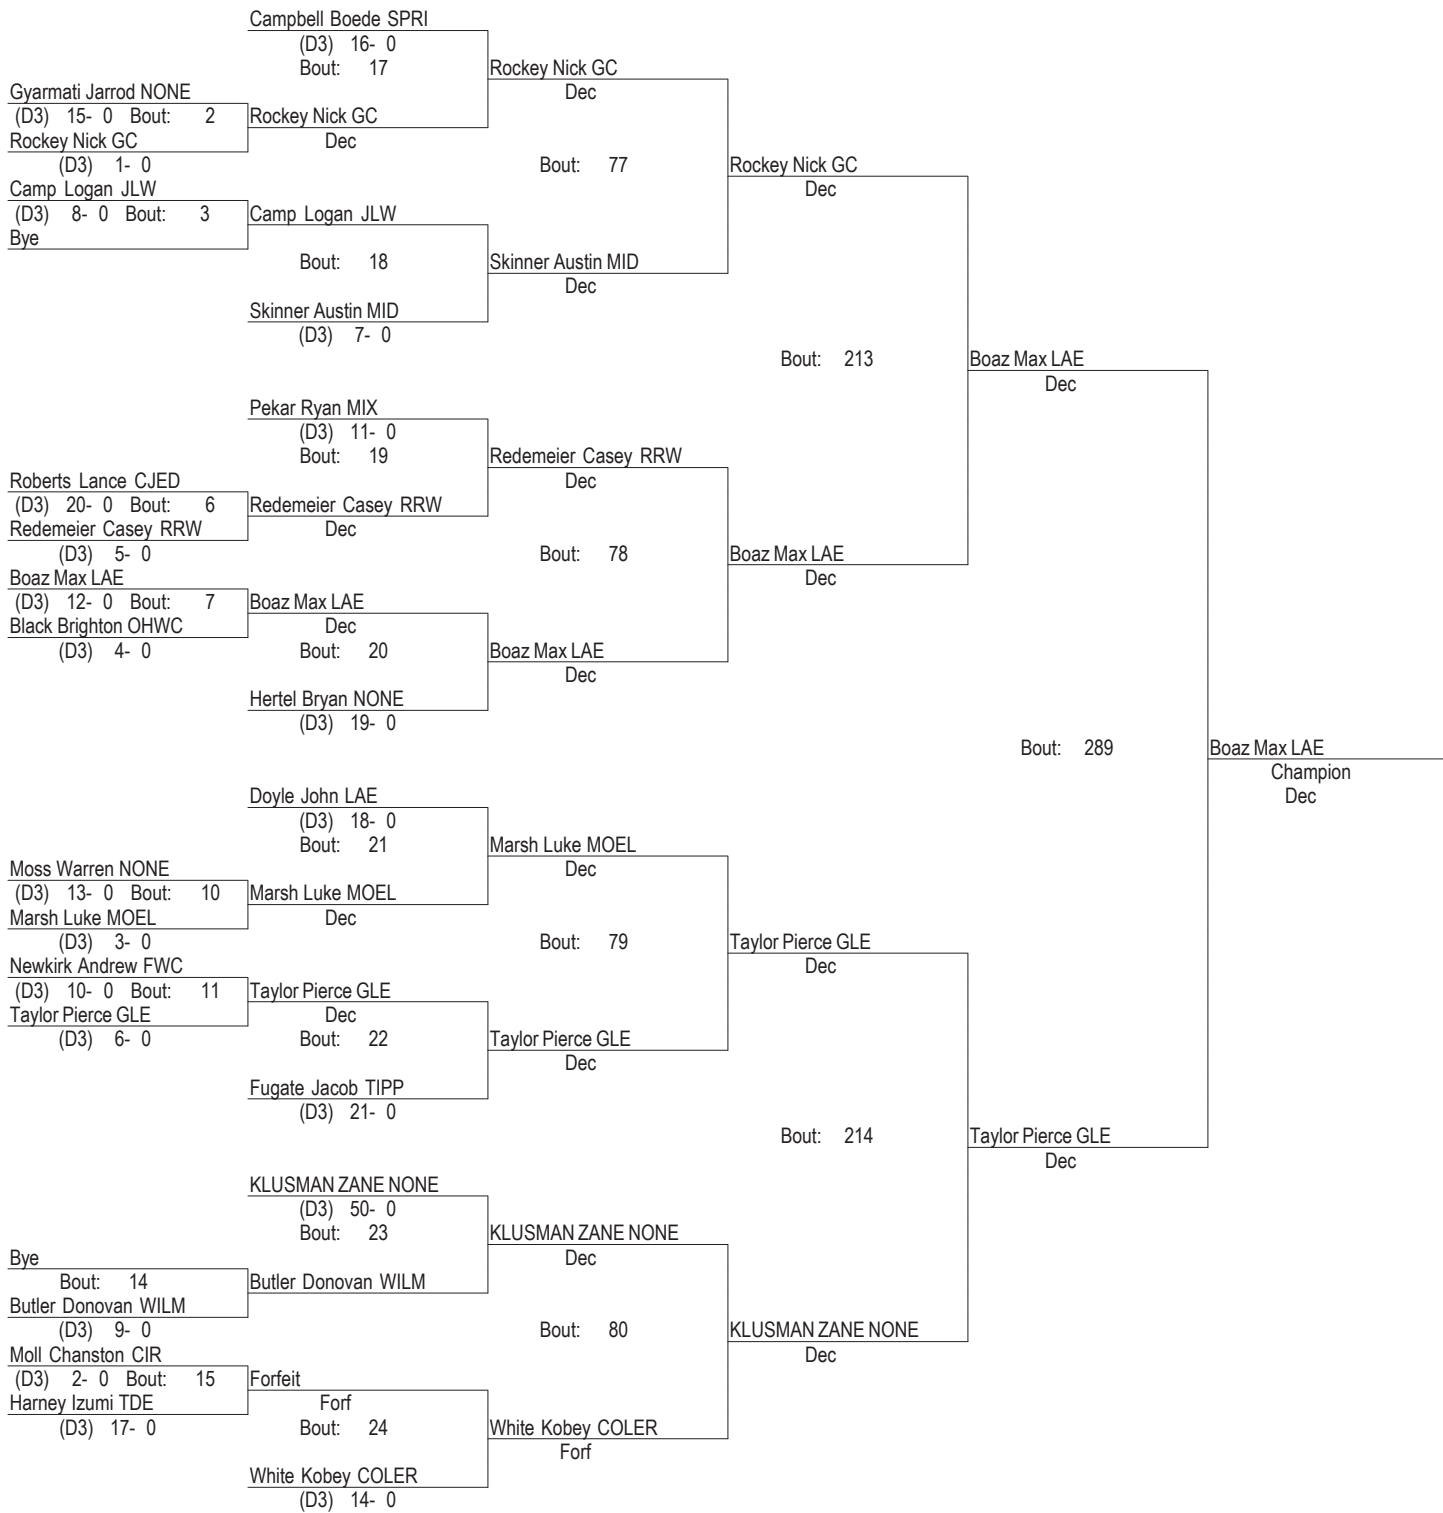 Campbell Boede SPRI
(D3) 16- 0
Bout: 17
Rockey Nick GC
Dec
Gyarmati Jarrod NONE
(D3) 15- 0 Bout: 2
Rockey Nick GC
Dec
Rockey Nick GC
(D3) 1- 0
Bout: 77
Rockey Nick GC
Dec
Camp Logan JLW
(D3) 8- 0 Bout: 3
Camp Logan JLW
Bye
Bout: 18
Skinner Austin MID
Dec
Skinner Austin MID
(D3) 7- 0
Bout: 213
Boaz Max LAE
Dec
Pekar Ryan MIX
(D3) 11- 0
Bout: 19
Redemeier Casey RRW
Dec
Roberts Lance CJED
(D3) 20- 0 Bout: 6
Redemeier Casey RRW
Dec
Redemeier Casey RRW
(D3) 5- 0
Bout: 78
Boaz Max LAE
Dec
Boaz Max LAE
(D3) 12- 0 Bout: 7
Boaz Max LAE
Dec
Black Brighton OHWC
(D3) 4- 0
Bout: 20
Boaz Max LAE
Dec
Hertel Bryan NONE
(D3) 19- 0
Bout: 289
Boaz Max LAE
Champion
Dec
Doyle John LAE
(D3) 18- 0
Bout: 21
Marsh Luke MOEL
Dec
Moss Warren NONE
(D3) 13- 0 Bout: 10
Marsh Luke MOEL
Dec
Marsh Luke MOEL
(D3) 3- 0
Bout: 79
Taylor Pierce GLE
Dec
Newkirk Andrew FWC
(D3) 10- 0 Bout: 11
Taylor Pierce GLE
Dec
Taylor Pierce GLE
(D3) 6- 0
Bout: 22
Taylor Pierce GLE
Dec
Fugate Jacob TIPP
(D3) 21- 0
Bout: 214
Taylor Pierce GLE
Dec
KLUSMAN ZANE NONE
(D3) 50- 0
Bout: 23
KLUSMAN ZANE NONE
Dec
Bye
Bout: 14
Butler Donovan WILM
Butler Donovan WILM
(D3) 9- 0
Bout: 80
KLUSMAN ZANE NONE
Dec
Moll Chanston CIR
(D3) 2- 0 Bout: 15
Forfeit
Forf
Harney Izumi TDE
(D3) 17- 0
Bout: 24
White Kobey COLER
Forf
White Kobey COLER
(D3) 14- 0